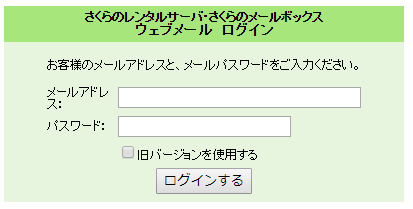 さくらのレンタルサーバ・さくらのメールボックス
ウェブメール　ログイン
お客様のメールアドレスと、メールパスワードをご入力ください。
メールアドレ
ス:
パスワード:
旧バージョンを使用する
ログインする